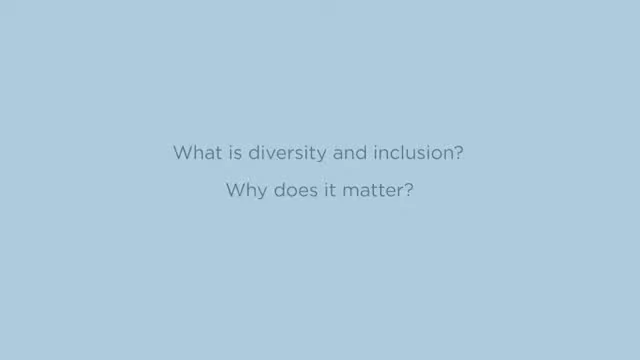 What is diversity and inclusion?
Why does it matter?